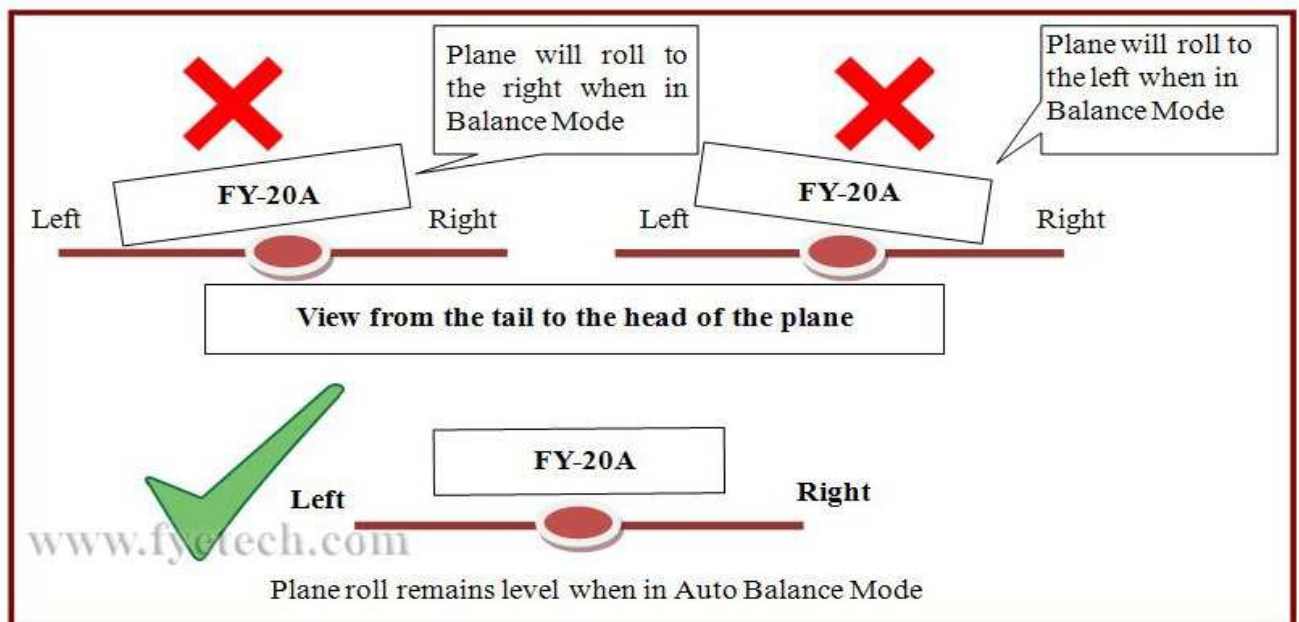 Plane will roll to
the right when in
Balance Mode
Plane will roll to
the left when in
Balance Mode
FY-20A
FY-20A
Left
Right
Left
Right
View from the tail to the head of the plane
FY-20A
Left
Right
www.fyetech.com
Plane roll remains level when in Auto Balance Mode